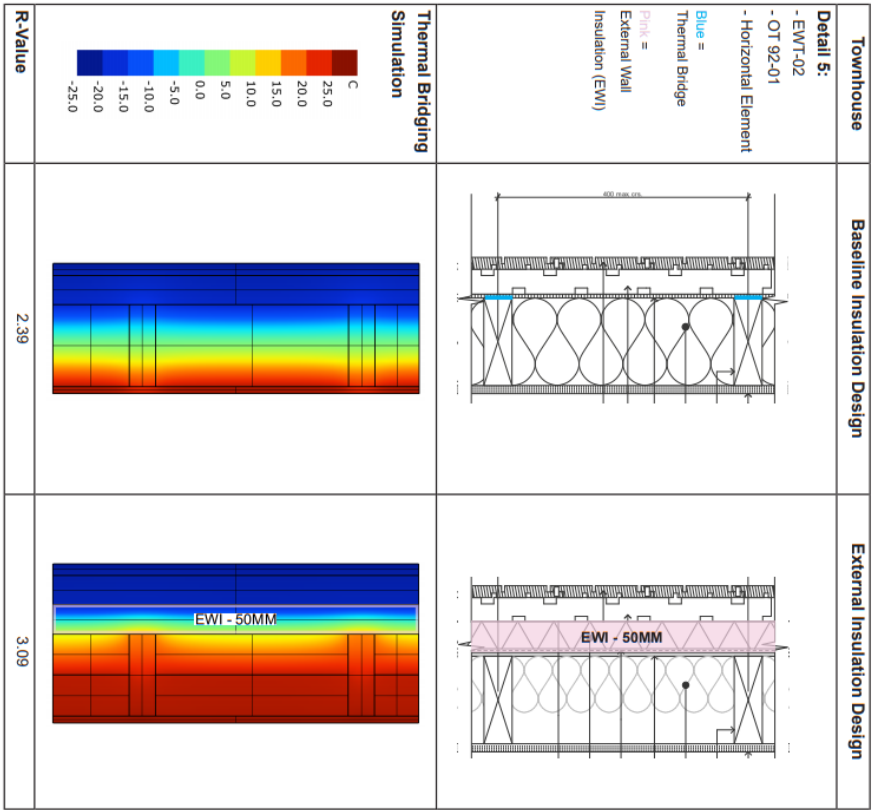 Townhouse
Baseline Insulation Design
External Insulation Design
Detail 5:
- EWT-02
- OT 92-01
- Horizontal Element
Blue =
Thermal Bridge
Pink =
External Wall
Insulation (EWI)
400 max crs.
EWI - 50MM
Thermal Bridging
Simulation
C
25.0
20.0
15.0
10.0
5.0
0.0
-5.0
-10.0
-15.0
-20.0
-25.0
EWI - 50MM
R-Value
2.39
3.09